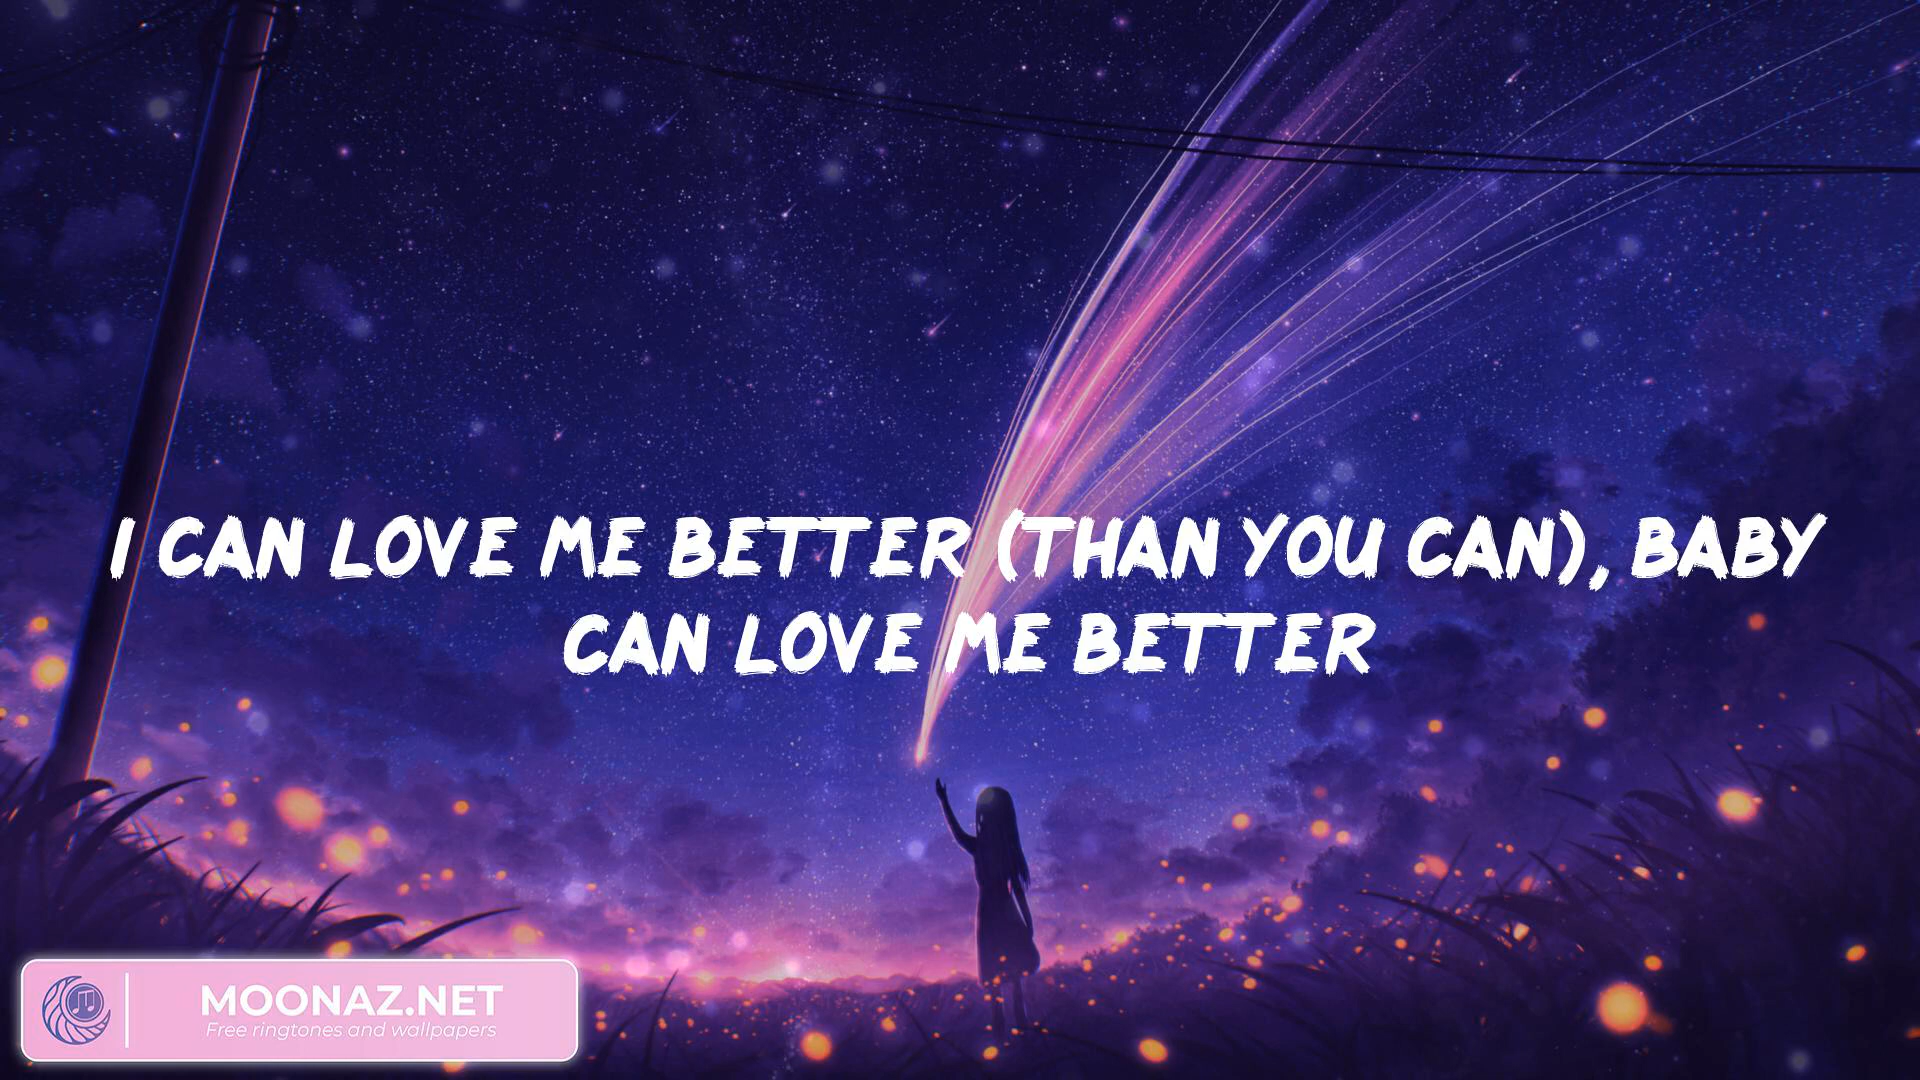 I CAN LOVE ME BETTER (THAN YOU CAN), BABY
CAN LOVE ME BETTER
MOONAZ.NET
Free ringtones and wallpapers